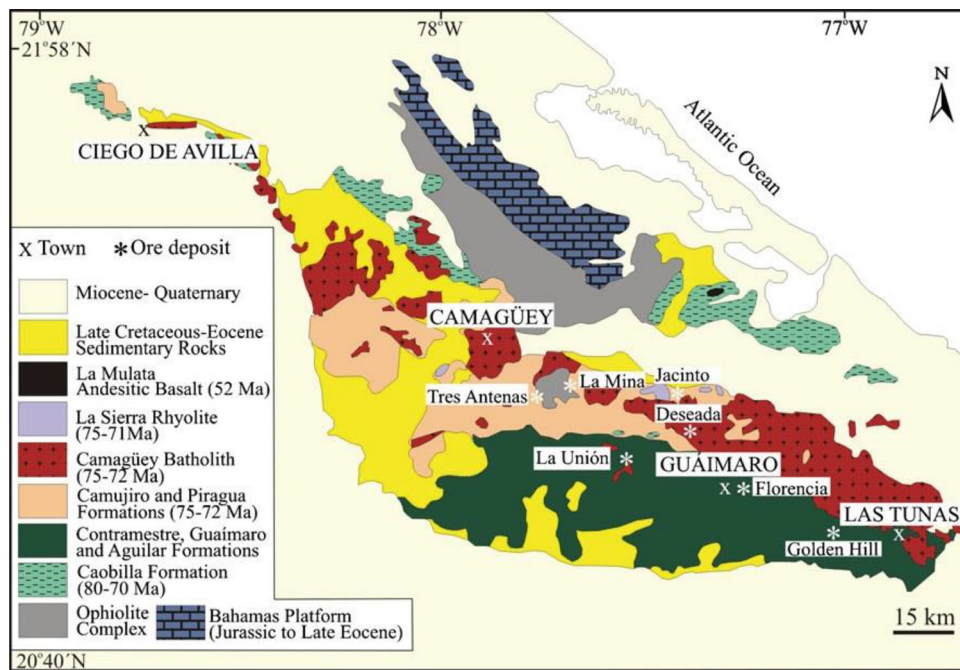 79°W
78°W
77°W
21°58´N
N
Atlantic Ocean
CIEGO DE AVILLA
X Town * Ore deposit
Miocene- Quaternary
Late Cretaceous-Eocene
Sedimentary Rocks
La Mulata
Andesitic Basalt (52 Ma)
La Sierra Rhyolite
(75-71Ma)
Camagüey Batholith
(75-72 Ma)
Camujiro and Piragua
Formations (75-72 Ma)
Contramestre, Guaímaro
and Aguilar Formations
Caobilla Formation
(80-70 Ma)
Ophiolite
Complex
Bahamas Platform
(Jurassic to Late Eocene)
CAMAGÜEY
Tres Antenas
La Mina
Jacinto
Deseada
La Unión
GUÁIMARO
Florencia
LAS TUNAS
Golden Hill
15 km
20°40´N